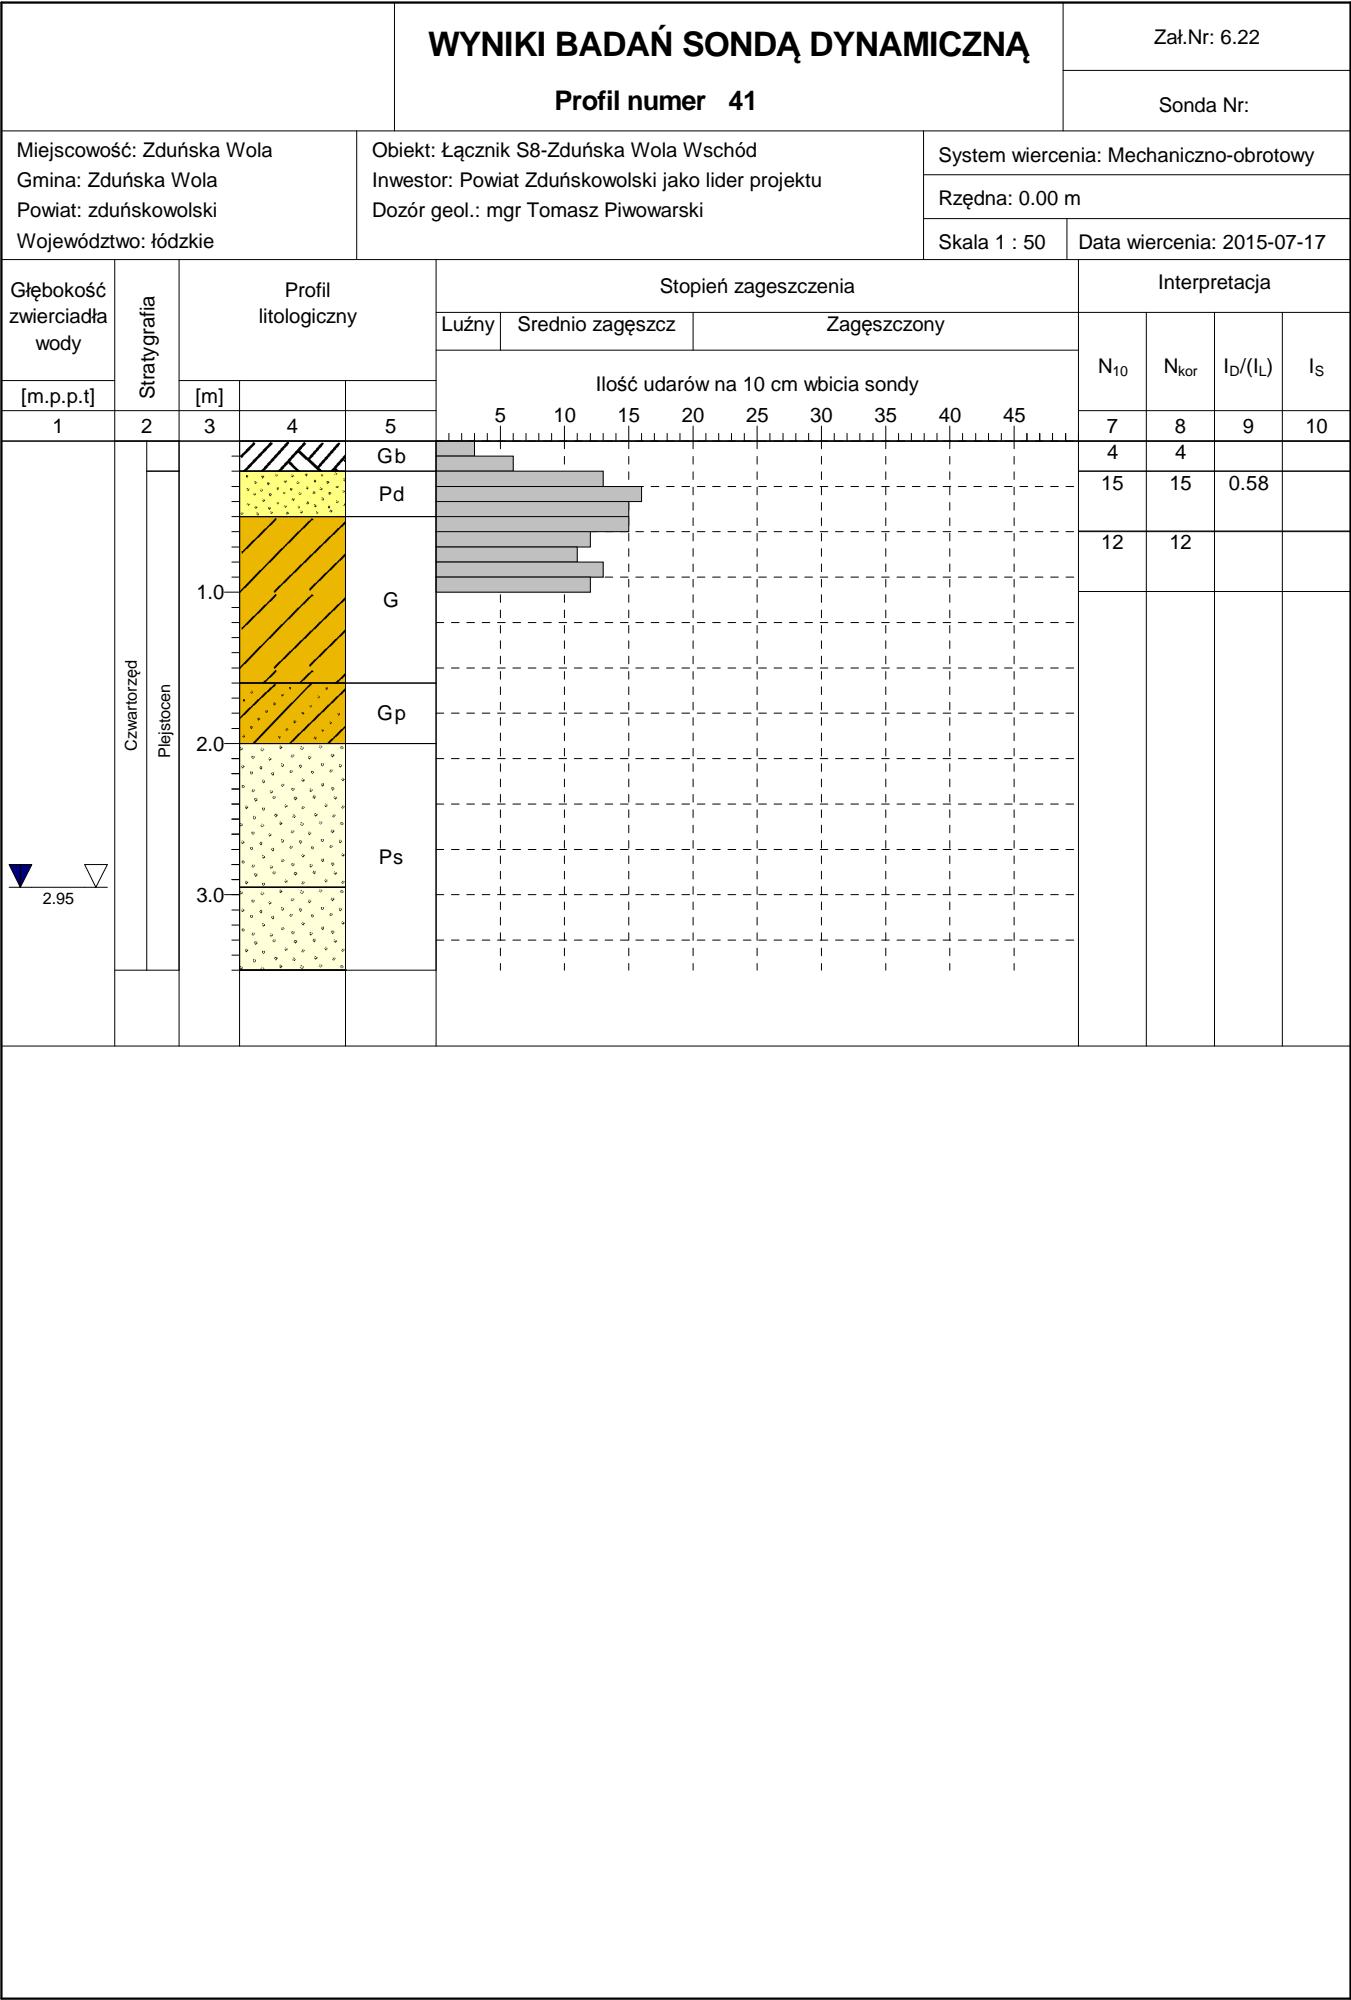 WYNIKI BADAŃ SONDĄ DYNAMICZNĄ
Profil numer 41
Zał.Nr: 6.22
Sonda Nr:
Miejscowość: Zduńska Wola
Gmina: Zduńska Wola
Powiat: zduńskowolski
Województwo: łódzkie
Obiekt: Łącznik S8-Zduńska Wola Wschód
Inwestor: Powiat Zduńskowolski jako lider projektu
Dozór geol.: mgr Tomasz Piwowarski
System wiercenia: Mechaniczno-obrotowy
Rzędna: 0.00 m
Skala 1 : 50
Data wiercenia: 2015-07-17
Głębokość
zwierciadła
wody
[m.p.p.t]
Stratygrafia
Profil
litologiczny
[m]
Stopień zageszczenia
Luźny
Srednio zagęszcz
Zagęszczony
Ilość udarów na 10 cm wbicia sondy
5 10 15 20 25 30 35 40 45
Interpretacja
N10
Nkor
ID/(IL)
IS
1 2 3 4 5 7 8 9 10
Gb
Pd
G
Gp
Ps
1.0
2.0
3.0
Czwartorzęd
Plejstocen
2.95
4 4
15 15 0.58
12 12